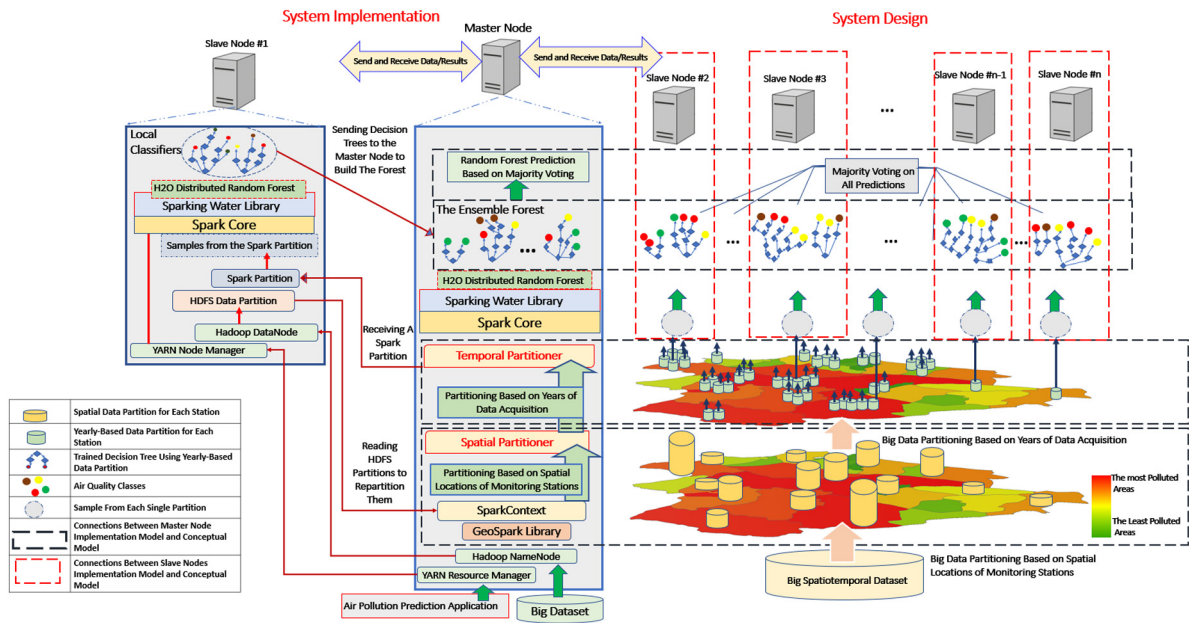 System Implementation
Master Node
System Design
Slave Node #1
Send and Receive Data/Results
Send and Receive Data/Results
Slave Node #2
Slave Node #3
...
Slave Node #n-1
Slave Node #n
Local
Classifiers
H2O Distributed Random Forest
Sparking Water Library
Spark Core
Samples from the Spark Partition
Spark Partition
HDFS Data Partition
Hadoop DataNode
YARN Node Manager
Sending Decision
Trees to the
Master Node to
Build The Forest
Receiving A
Spark
Partition
Reading
HDFS
Partitions to
Repartition
Them
Random Forest Prediction
Based on Majority Voting
The Ensemble Forest
...
H2O Distributed Random Forest
Sparking Water Library
Spark Core
Temporal Partitioner
Partitioning Based on Years of
Data Acquisition
Spatial Partitioner
Partitioning Based on Spatial
Locations of Monitoring Stations
SparkContext
GeoSpark Library
Hadoop NameNode
YARN Resource Manager
Air Pollution Prediction Application
Big Dataset
Majority Voting on
All Predictions
...
...
...
...
Big Data Partitioning Based on Years of Data Acquisition
The most Polluted
Areas
The Least Polluted
Areas
Big Spatiotemporal Dataset
Big Data Partitioning Based on Spatial
Locations of Monitoring Stations
Spatial Data Partition for Each Station
Yearly-Based Data Partition for Each
Station
Trained Decision Tree Using Yearly-Based
Data Partition
Air Quality Classes
Sample From Each Single Partition
Connections Between Master Node
Implementation Model and Conceptual
Model
Connections Between Slave Nodes
Implementation Model and Conceptual
Model